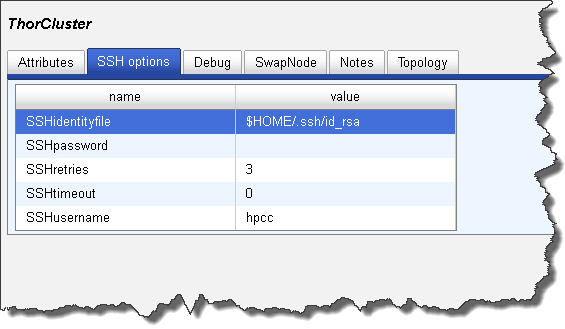 ThorCluster
Attributes SSH options Debug SwapNode Notes Topology
name value
SSHidentityfile $HOME/.ssh/id_rsa
SSHpassword
SSHretries 3
SSHtimeout 0
SSHusername hpcc